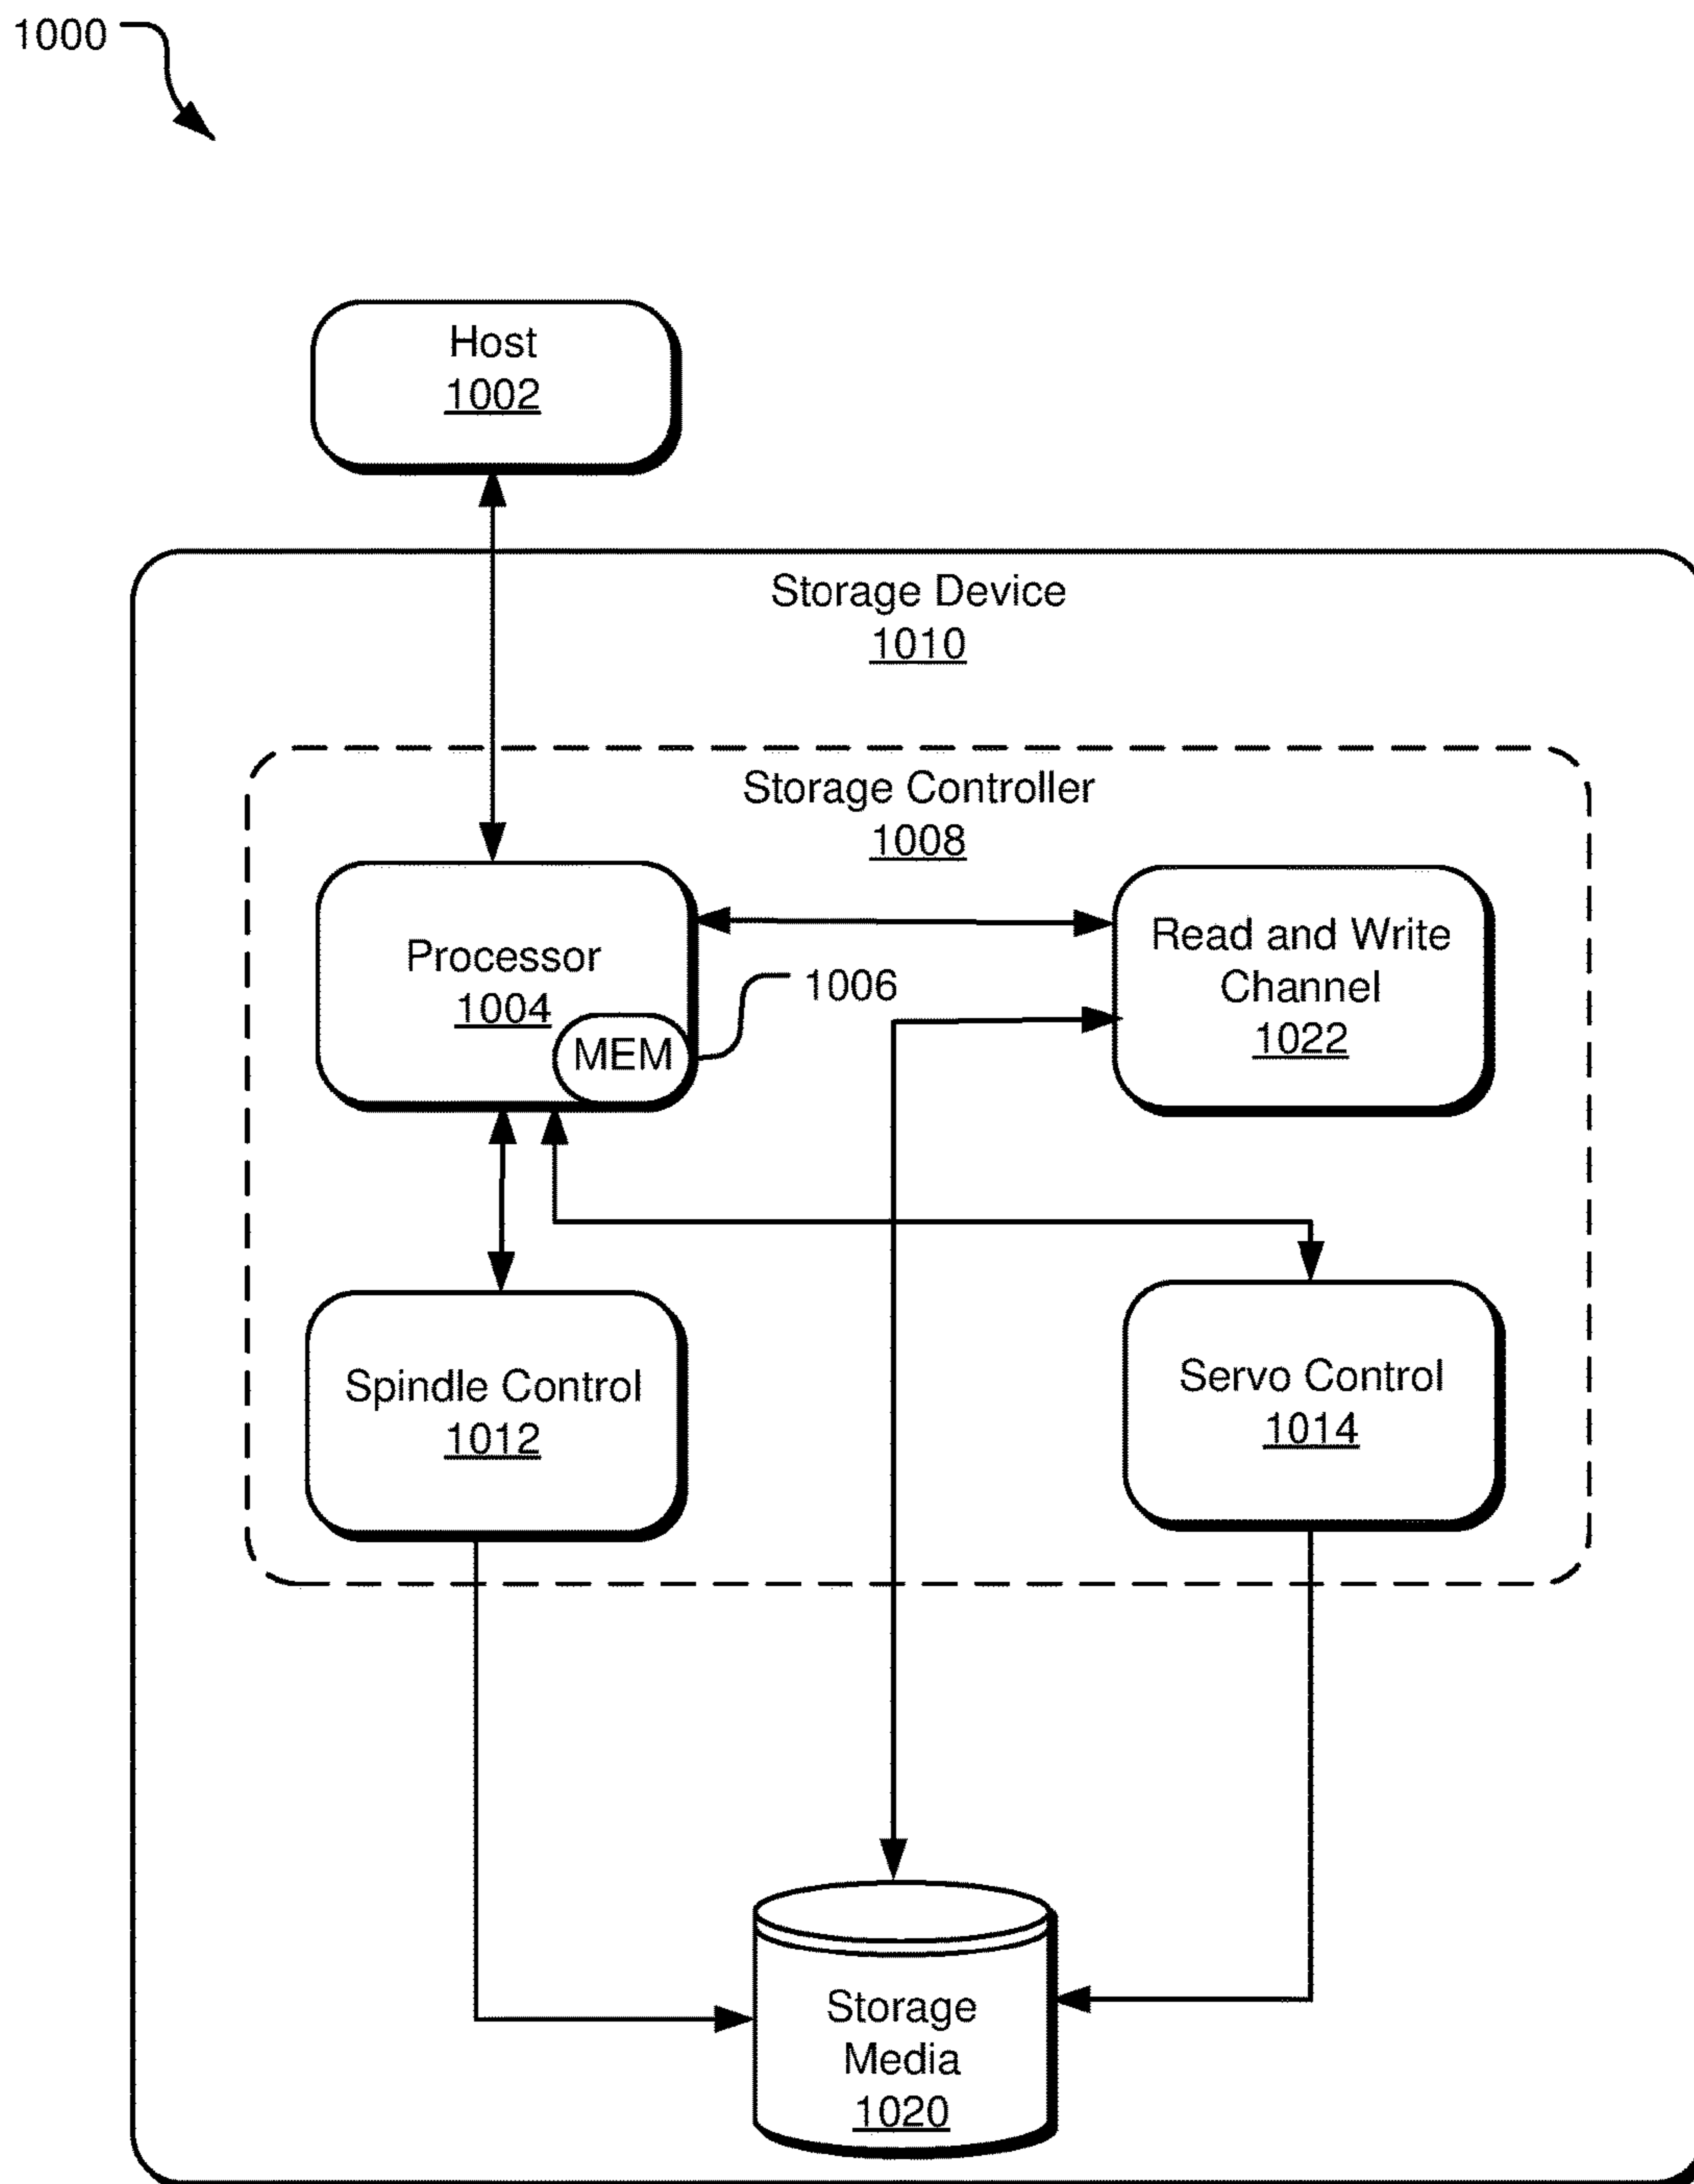 1000
Host
1002
Storage Device
1010
Storage Controller
1008
Processor
1004
MEM
1006
Read and Write
Channel
1022
Spindle Control
1012
Servo Control
1014
Storage
Media
1020